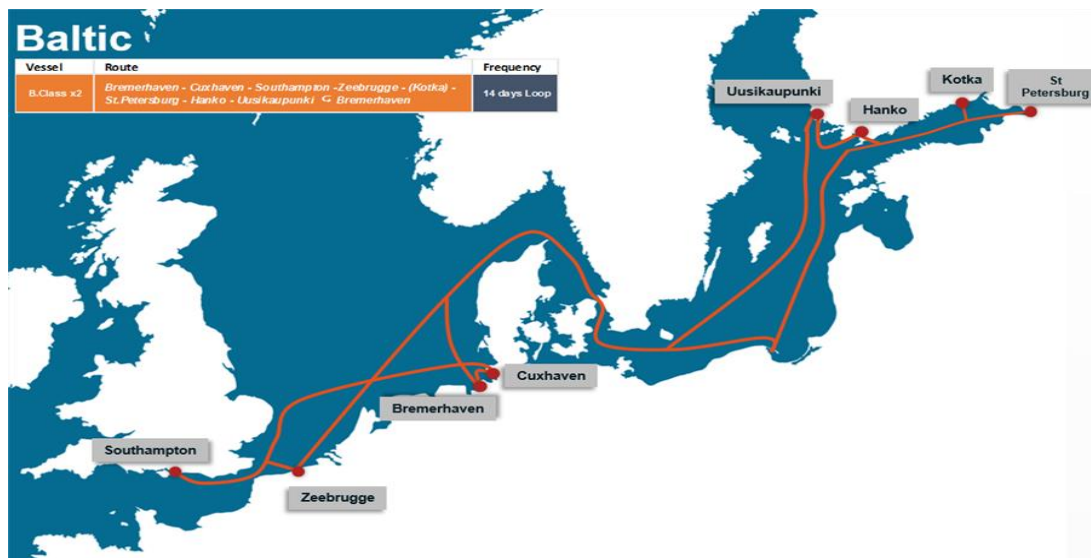 Baltic
Vessel Route Frequency
B.Class x2 Bremerhaven - Cuxhaven - Southampton -Zeebrugge - (Kotka) - 14 days Loop
St.Petersburg - Hanko - Uusikaupunki G Bremerhaven
Kotka
St
Petersburg
Uusikaupunki
Hanko
Cuxhaven
Bremerhaven
Southampton
Zeebrugge